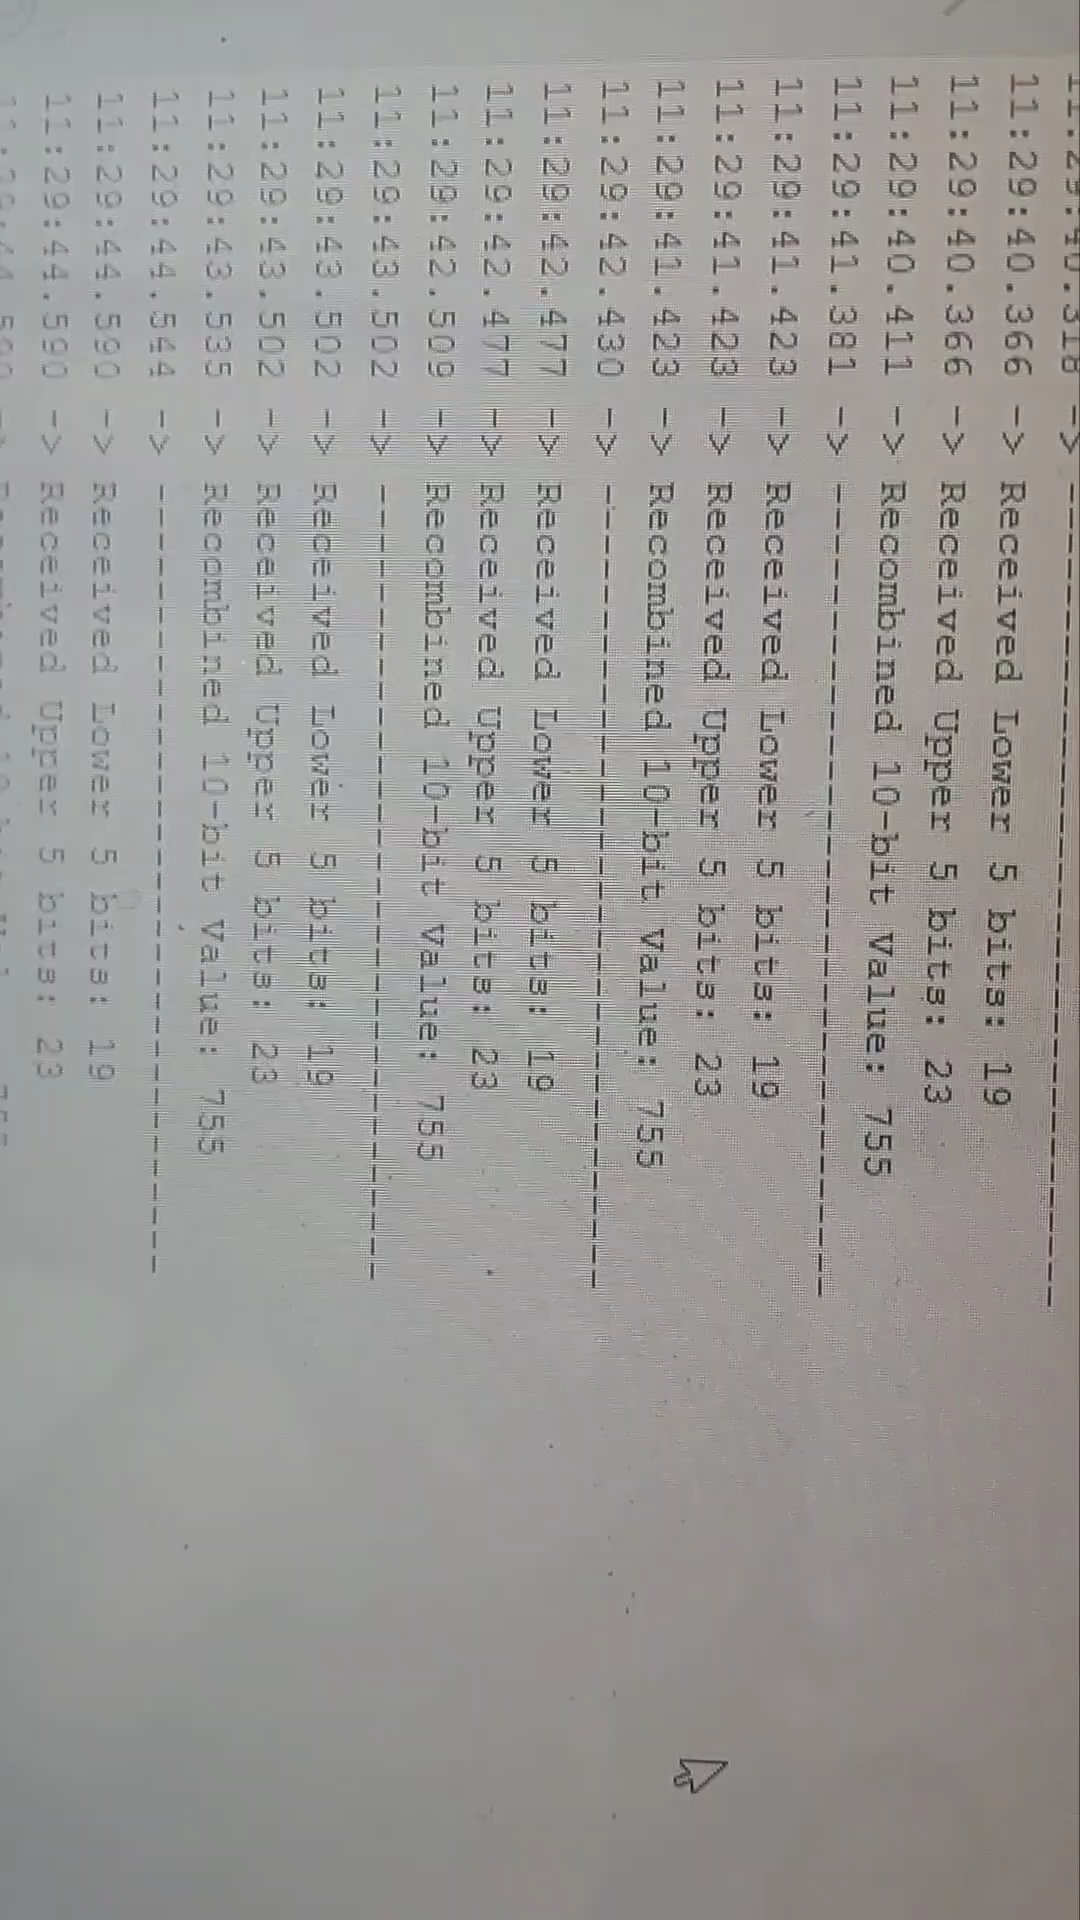 11:29:40.318 -> ------------------------------
11:29:40.366 -> Received Lower 5 bits: 19
11:29:40.366 -> Received Upper 5 bits: 23
11:29:40.411 -> Recombined 10-bit Value: 755
11:29:41.381 -> ------------------------------
11:29:41.423 -> Received Lower 5 bits: 19
11:29:41.423 -> Received Upper 5 bits: 23
11:29:41.423 -> Recombined 10-bit Value: 755
11:29:42.430 -> ------------------------------
11:29:42.477 -> Received Lower 5 bits: 19
11:29:42.477 -> Received Upper 5 bits: 23
11:29:42.509 -> Recombined 10-bit Value: 755
11:29:43.502 -> ------------------------------
11:29:43.502 -> Received Lower 5 bits: 19
11:29:43.502 -> Received Upper 5 bits: 23
11:29:43.535 -> Recombined 10-bit Value: 755
11:29:44.544 -> ------------------------------
11:29:44.590 -> Received Lower 5 bits: 19
11:29:44.590 -> Received Upper 5 bits: 23